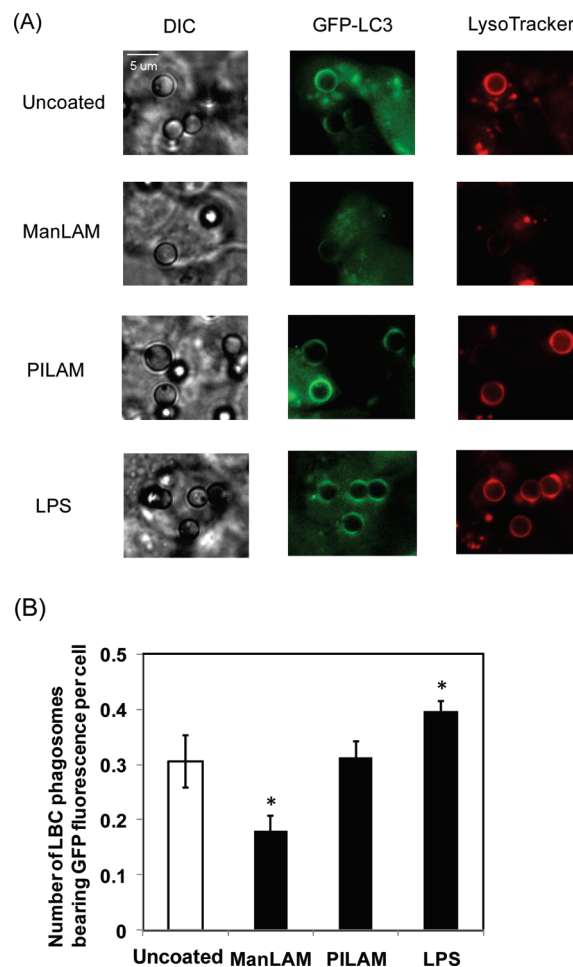 (A)
DIC GFP-LC3 LysoTracker
5 um
Uncoated
ManLAM
PILAM
LPS
(B)
Number of LBC phagosomes
bearing GFP fluorescence per cell
0.5
0.4
0.3
0.2
0.1
0
*
*
Uncoated ManLAM PILAM LPS